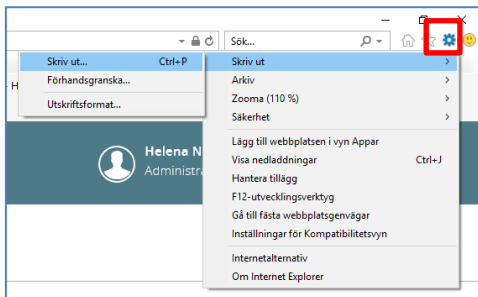 Sök...
Skriv ut... Ctrl+P
Förhandsgranska...
Utskriftsformat...
H
Helena N
Administra
Skriv ut
Arkiv
Zooma (110 %)
Säkerhet
Lägg till webbplatsen i vyn Appar
Visa nedladdningar Ctrl+J
Hantera tillägg
F12-utvecklingsverktyg
Gå till fästa webbplatsgenvägar
Inställningar för Kompatibilitetsvyn
Internetalternativ
Om Internet Explorer